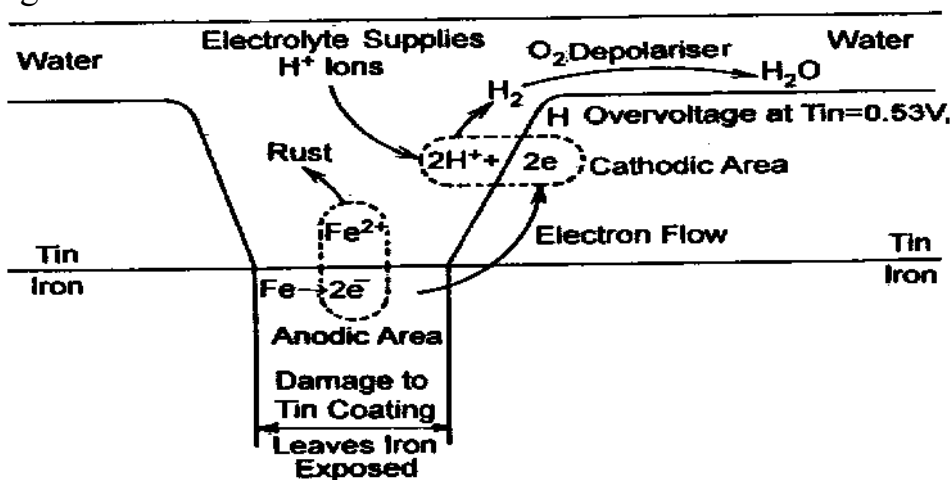 Electrolyte Supplies
H⁺ Ions
Water
O₂ Depolariser
Water
H₂
H₂O
H Overvoltage at Tin=0.53V,
Rust
2H⁺+ 2e
Cathodic Area
Fe²⁺
Electron Flow
Tin
Tin
Iron
Iron
Fe→2e⁻
Anodic Area
Damage to
Tin Coating
Leaves Iron
Exposed